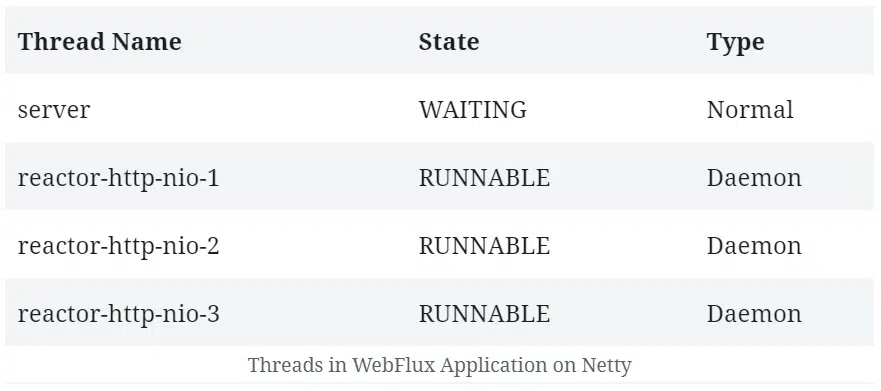 Thread Name State Type
server WAITING Normal
reactor-http-nio-1 RUNNABLE Daemon
reactor-http-nio-2 RUNNABLE Daemon
reactor-http-nio-3 RUNNABLE Daemon
Threads in WebFlux Application on Netty